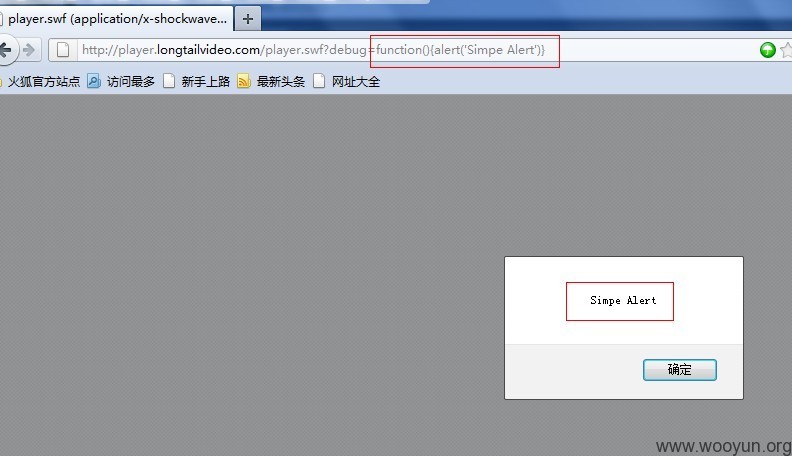 player.swf (application/x-shockwave...
http://player.longtailvideo.com/player.swf?debug=function(){alert('Simpe Alert')}
火狐官方站点 访问最多 新手上路 最新头条 网址大全
Simpe Alert
确定
www.wooyun.org